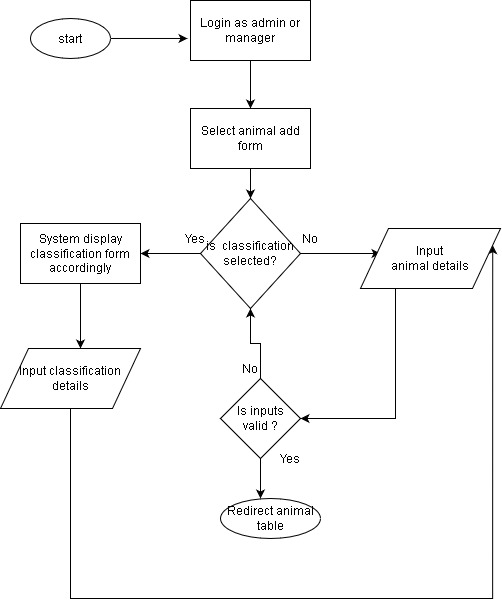 start
Login as admin or
manager
Select animal add
form
Yes
is classification
selected?
No
System display
classification form
accordingly
Input
animal details
Input classification
details
No
Is inputs
valid ?
Yes
Redirect animal
table